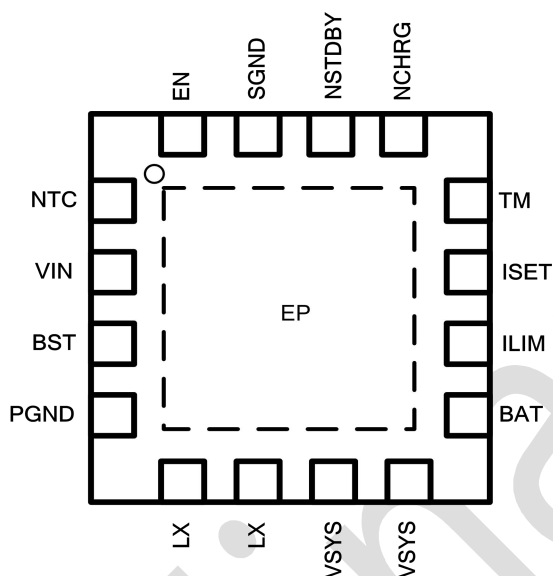 EN
SGND
NSTDBY
NCHRG
NTC
TM
VIN
ISET
EP
BST
ILIM
PGND
BAT
LX
LX
VSYS
VSYS